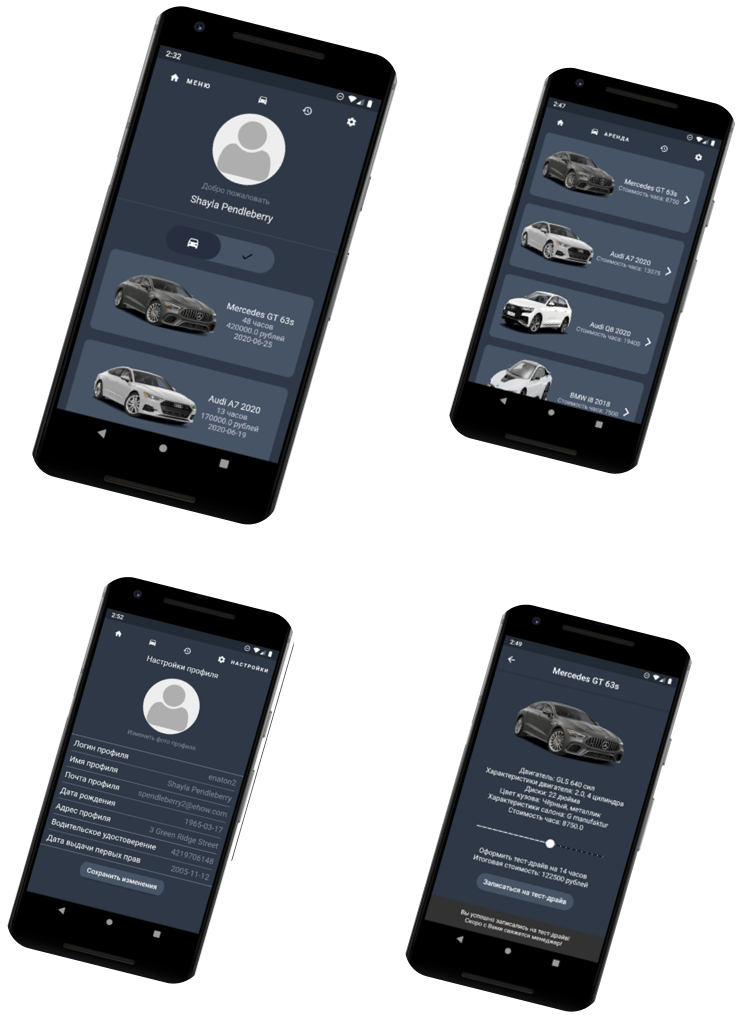 2:32
МЕНЮ
Добро пожаловать
Shayla Pendleberry
Mercedes GT 63s
48 часов
420000.0 рублей
2020-06-25
Audi A7 2020
13 часов
170000.0 рублей
2020-06-19
2:47
АРЕНДА
Mercedes GT 63s
Стоимость часа: 8750
Audi A7 2020
Стоимость часа: 13075
Audi Q8 2020
Стоимость часа: 19400
BMW i8 2018
Стоимость часа: 7500
2:52
НАСТРОЙКИ
Настройки профиля
Изменить фото профиля
Логин профиля enaton2
Имя профиля Shayla Pendleberry
Почта профиля spendleberry2@ehow.com
Дата рождения 1965-03-17
Адрес профиля 3 Green Ridge Street
Водительское удостоверение 4219706148
Дата выдачи первых прав 2005-11-12
Сохранить изменения
2:49
Mercedes GT 63s
Двигатель: GLS 640 сил
Характеристики двигателя: 2.0, 4 цилиндра
Диски: 22 дюйма
Цвет кузова: Чёрный, металлик
Характеристики салона: G manufaktur
Стоимость часа: 8750.0
Оформить тест-драйв на 14 часов
Итоговая стоимость: 122500 рублей
Записаться на тест-драйв
Вы успешно записались на тест-драйв!
Скоро с Вами свяжется менеджер!